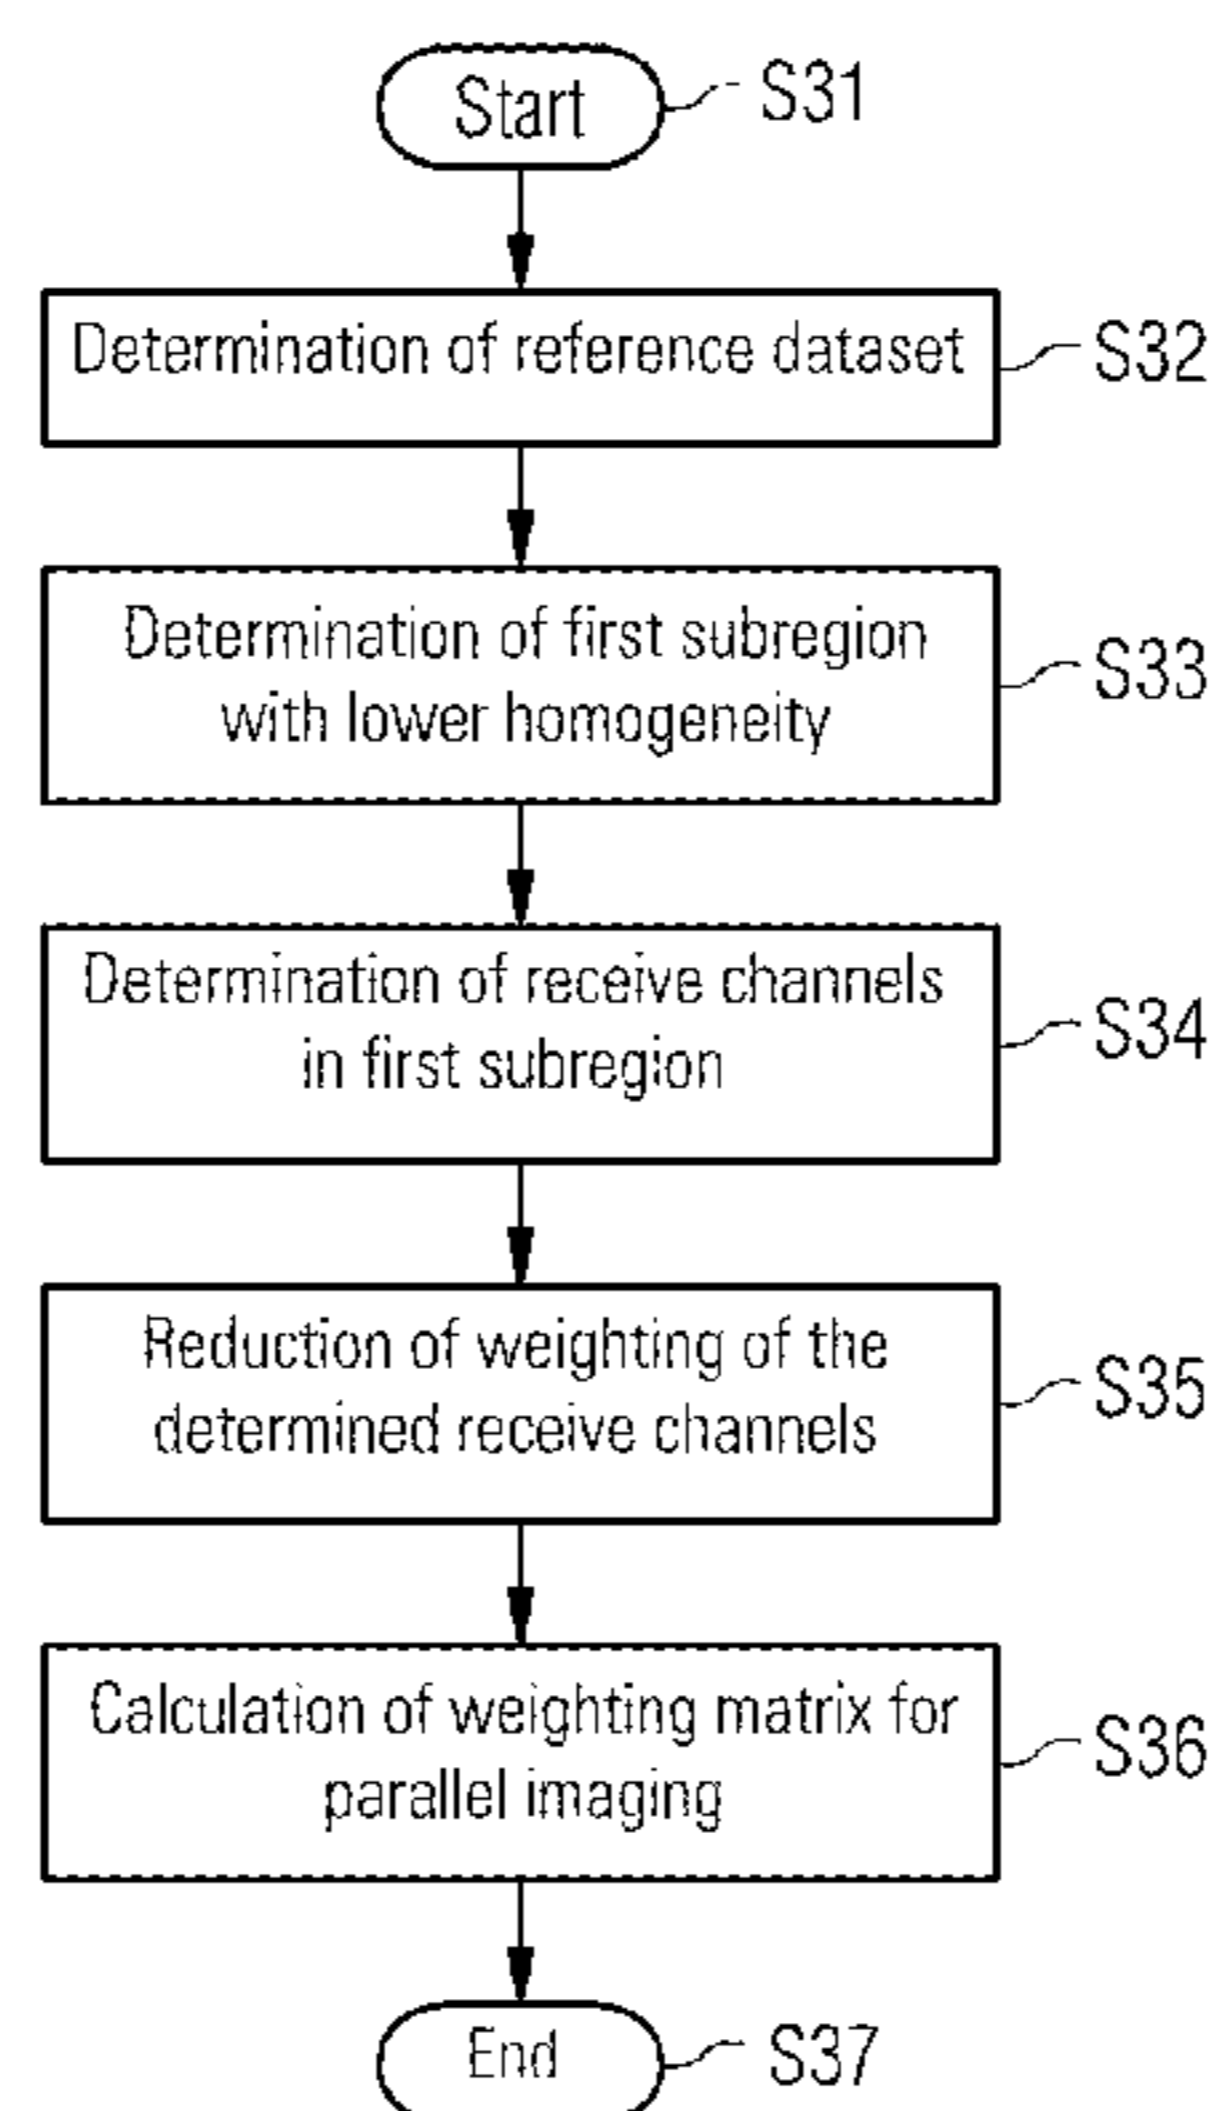 Start
S31
Determination of reference dataset
S32
Determination of first subregion
with lower homogeneity
S33
Determination of receive channels
in first subregion
S34
Reduction of weighting of the
determined receive channels
S35
Calculation of weighting matrix for
parallel imaging
S36
End
S37